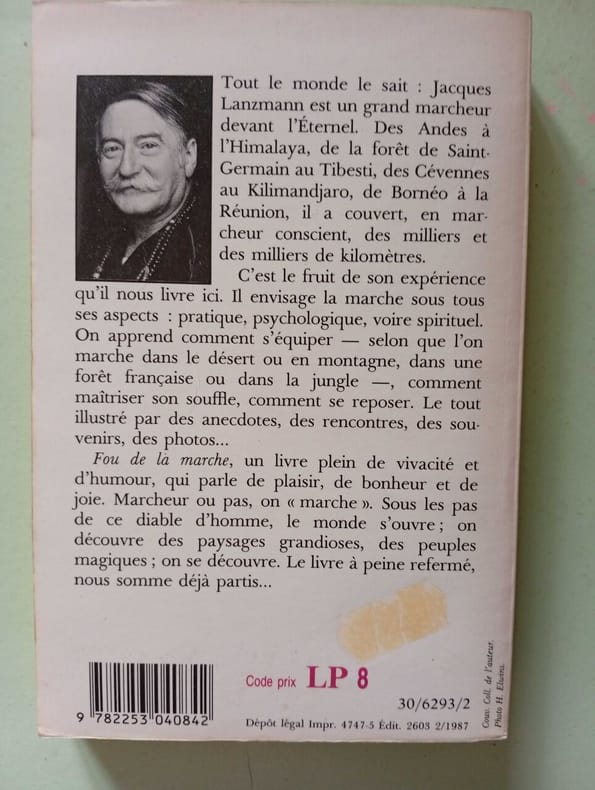 Tout le monde le sait : Jacques
Lanzmann est un grand marcheur
devant l'Éternel. Des Andes à
l'Himalaya, de la forêt de Saint-
Germain au Tibesti, des Cévennes
au Kilimandjaro, de Bornéo à la
Réunion, il a couvert, en mar-
cheur conscient, des milliers et
des milliers de kilomètres.
C'est le fruit de son expérience
qu'il nous livre ici. Il envisage la marche sous tous
ses aspects : pratique, psychologique, voire spirituel.
On apprend comment s'équiper — selon que l'on
marche dans le désert ou en montagne, dans une
forêt française ou dans la jungle —, comment
maîtriser son souffle, comment se reposer. Le tout
illustré par des anecdotes, des rencontres, des sou-
venirs, des photos...
Fou de la marche, un livre plein de vivacité et
d'humour, qui parle de plaisir, de bonheur et de
joie. Marcheur ou pas, on « marche ». Sous les pas
de ce diable d'homme, le monde s'ouvre ; on
découvre des paysages grandioses, des peuples
magiques ; on se découvre. Le livre à peine refermé,
nous somme déjà partis...
9 782253 040842
Code prix LP 8
30/6293/2
Dépôt légal Impr. 4747-5 Édit. 2603 2/1987
Couv. Coll. de l'auteur.
Photo H. Elwins.